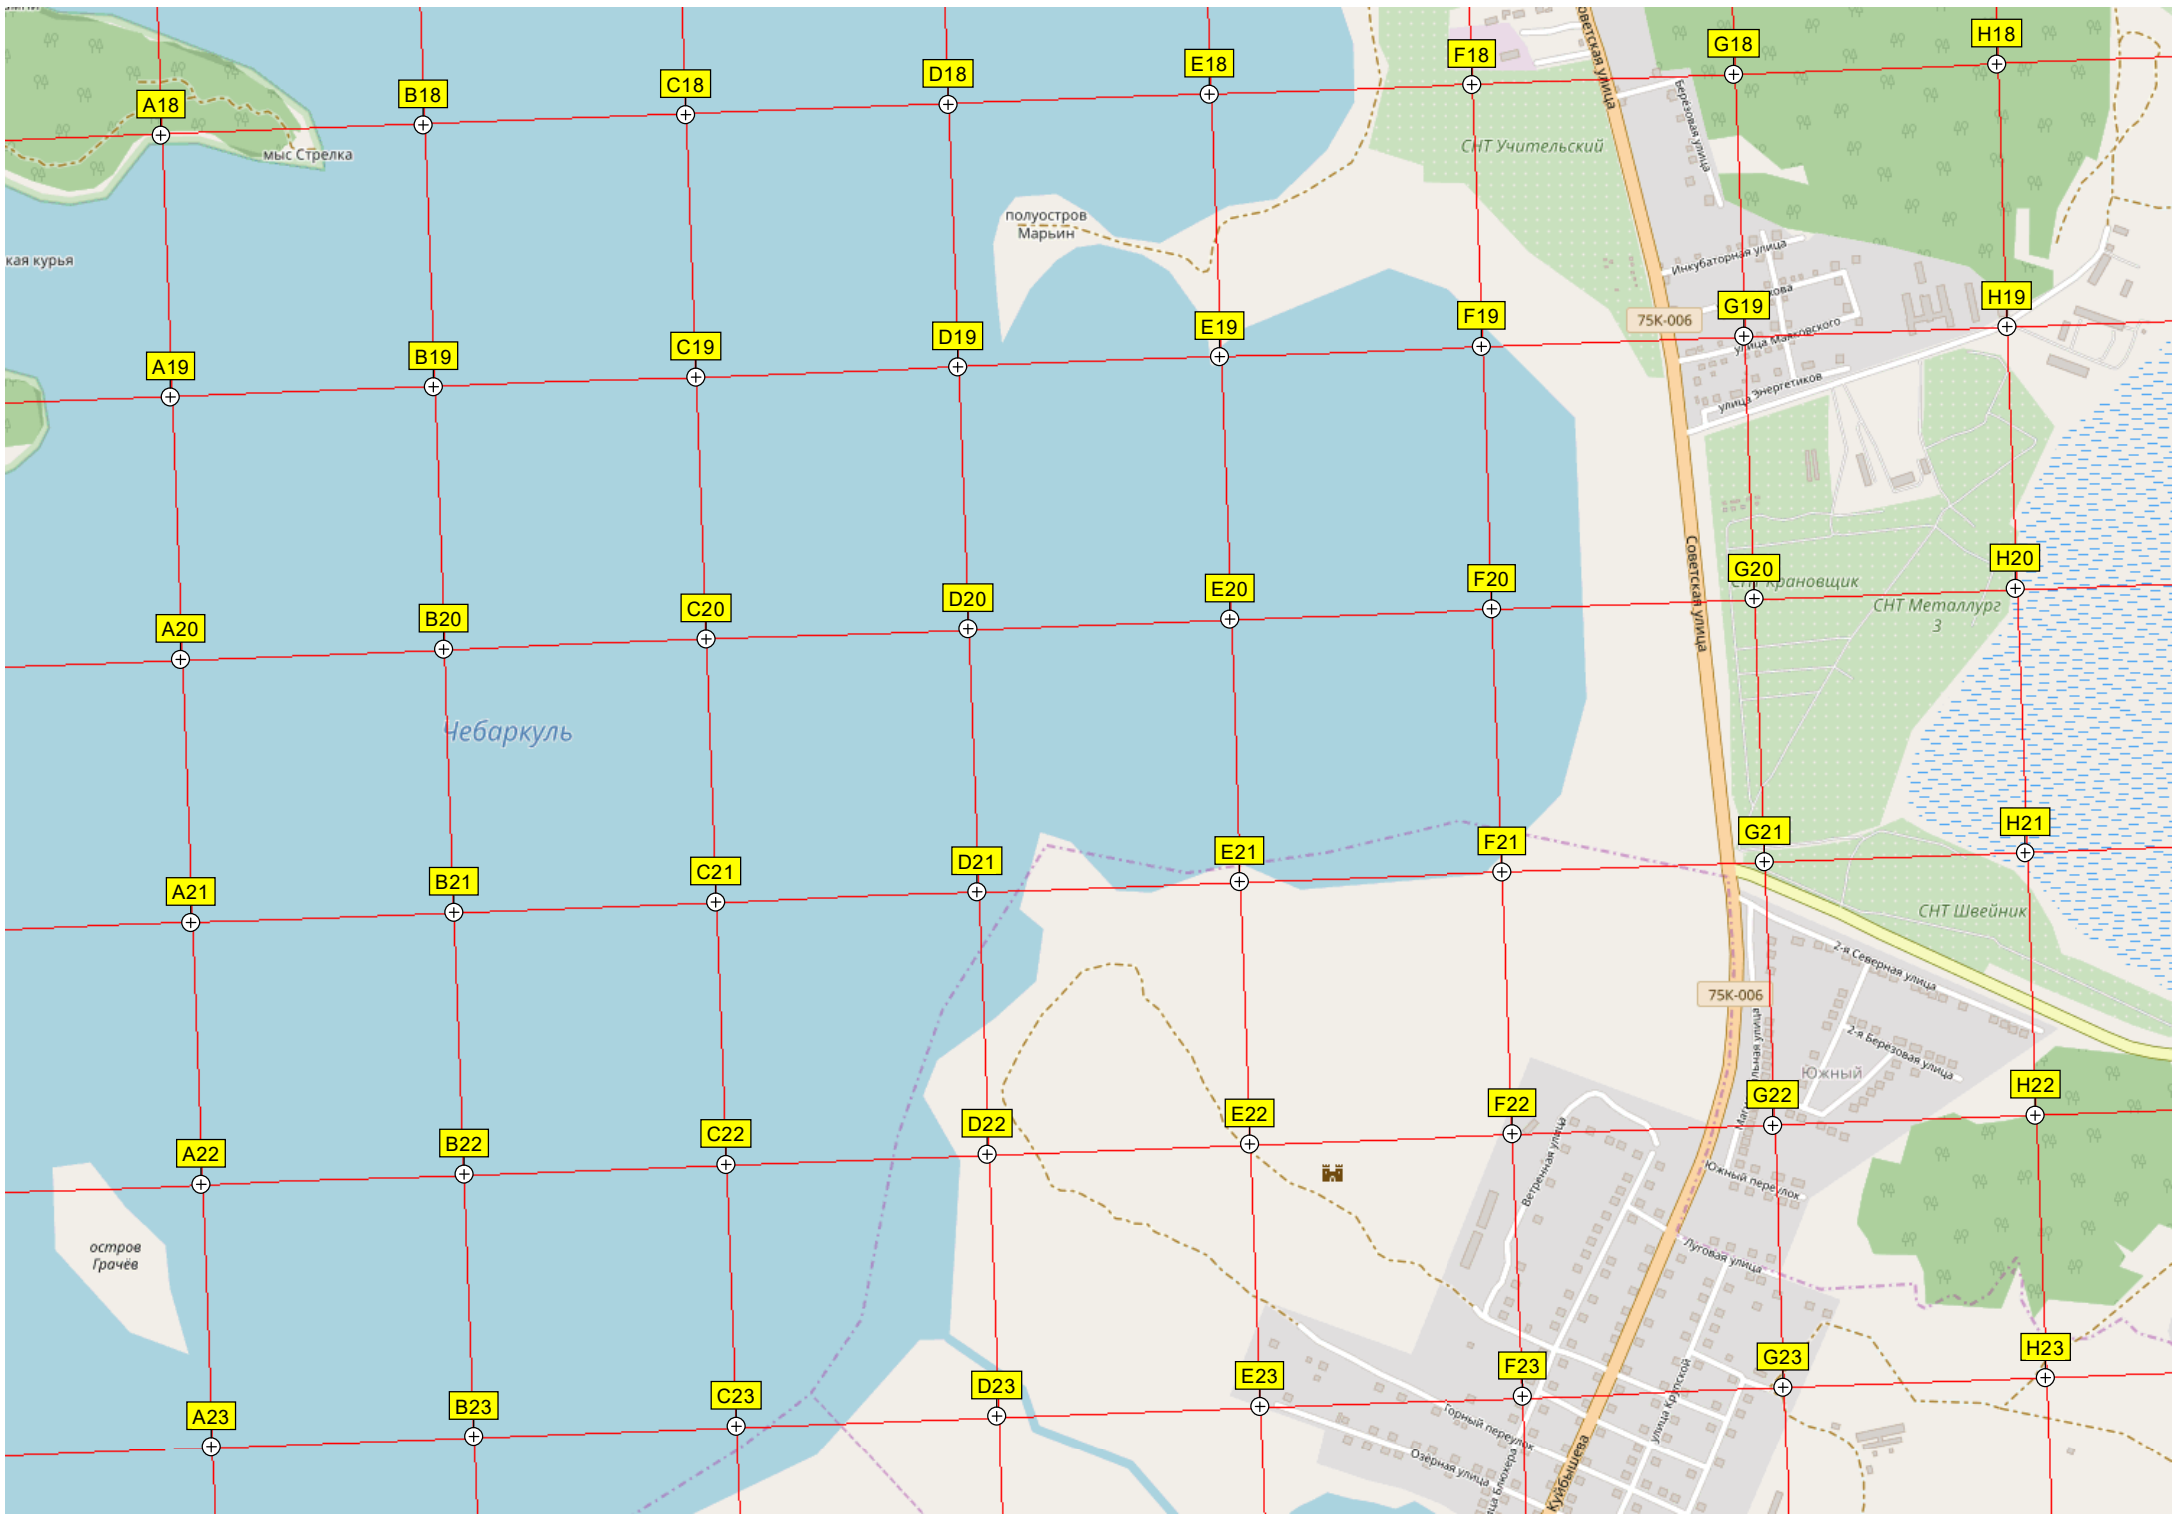 H18
G18
F18
E18
D18
C18
B18
A18
Советская улица
Берёзовая улица
СНТ Учительский
мыс Стрелка
полуостров
Марьин
кая курья
Инкубаторная улица
H19
G19
75К-006
F19
E19
D19
C19
B19
A19
улица Маяковского
улица Энергетиков
H20
G20
F20
E20
D20
C20
B20
A20
Советская улица
СНТ Крановщик
СНТ Металлург
3
Чебаркуль
H21
G21
F21
E21
D21
C21
B21
A21
СНТ Швейник
2-я Северная улица
75К-006
2-я Берёзовая улица
Южный
H22
G22
F22
E22
D22
C22
B22
A22
Ветренная улица
Южный переулок
Луговая улица
остров
Грачёв
H23
G23
F23
E23
D23
C23
B23
A23
улица Крупской
Горный переулок
Озёрная улица
Куйбышева